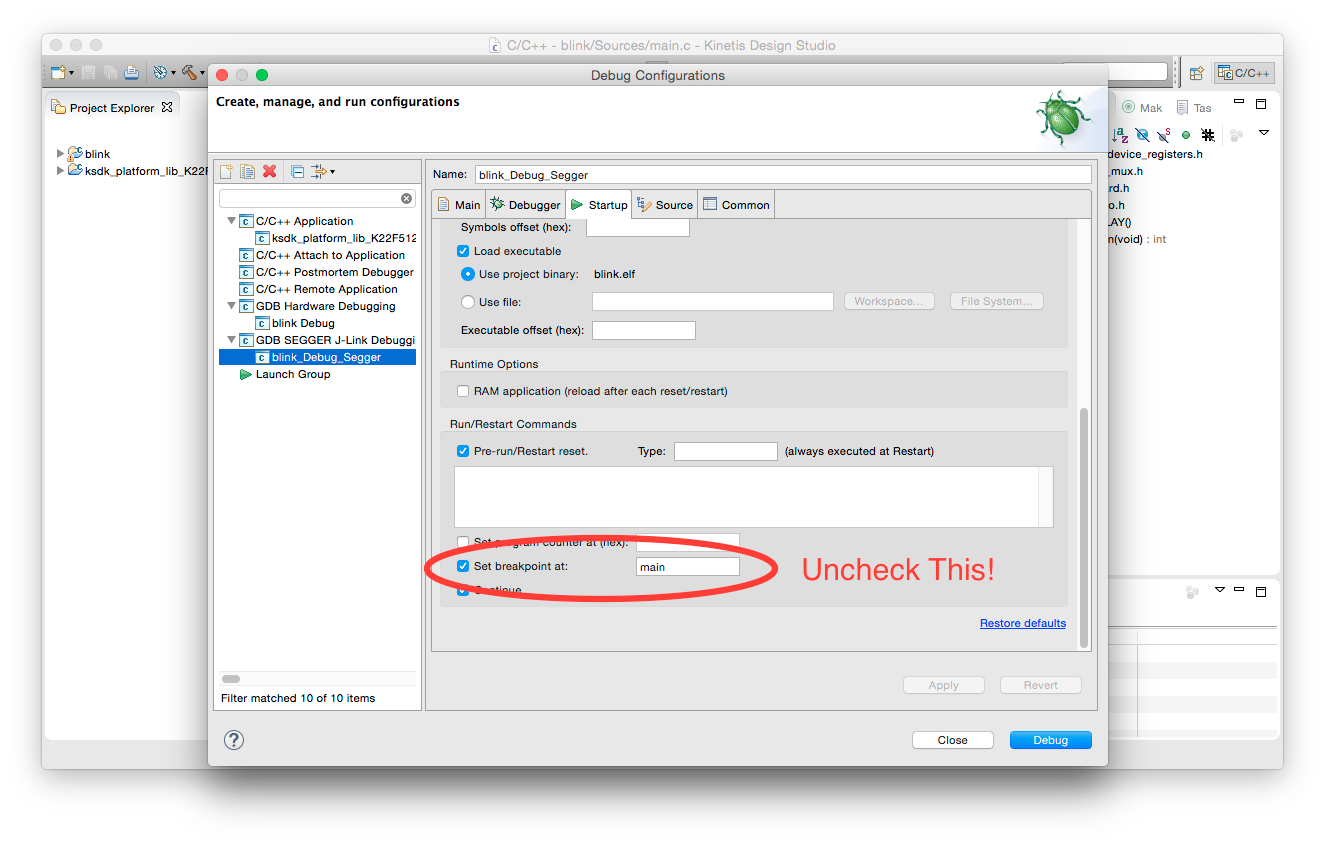 C/C++ - blink/Sources/main.c - Kinetis Design Studio
C/C++
Debug Configurations
Create, manage, and run configurations
Project Explorer
blink
ksdk_platform_lib_K22F
C/C++ Application
ksdk_platform_lib_K22F512
C/C++ Attach to Application
C/C++ Postmortem Debugger
C/C++ Remote Application
GDB Hardware Debugging
blink Debug
GDB SEGGER J-Link Debuggi
blink_Debug_Segger
Launch Group
Filter matched 10 of 10 items
Name: blink_Debug_Segger
Main Debugger Startup Source Common
Symbols offset (hex):
Load executable
Use project binary: blink.elf
Use file: Workspace... File System...
Executable offset (hex):
Runtime Options
RAM application (reload after each reset/restart)
Run/Restart Commands
Pre-run/Restart reset. Type: (always executed at Restart)
Set program counter at (hex):
Set breakpoint at: main
Uncheck This!
Continue
Restore defaults
Apply Revert
? Close Debug
Mak Tas
device_registers.h
_mux.h
rd.h
o.h
LAY()
n(void) : int